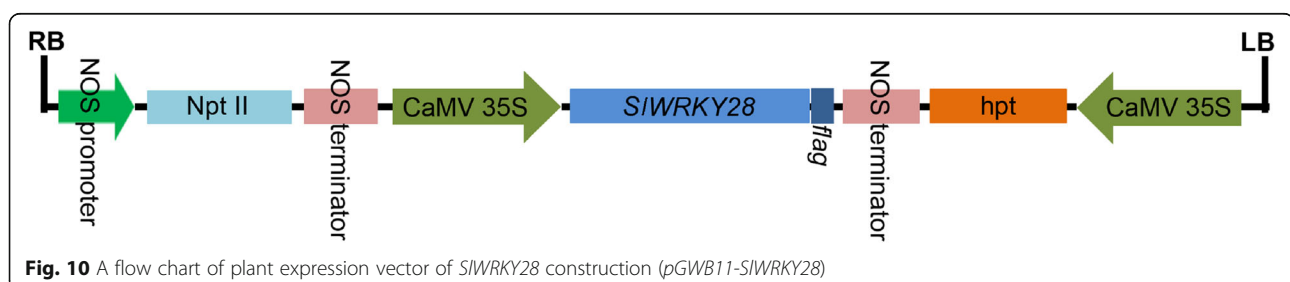 RB
LB
NOS promoter
Npt II
NOS terminator
CaMV 35S
SlWRKY28
flag
NOS terminator
hpt
CaMV 35S
Fig. 10 A flow chart of plant expression vector of SlWRKY28 construction (pGWB11-SlWRKY28)